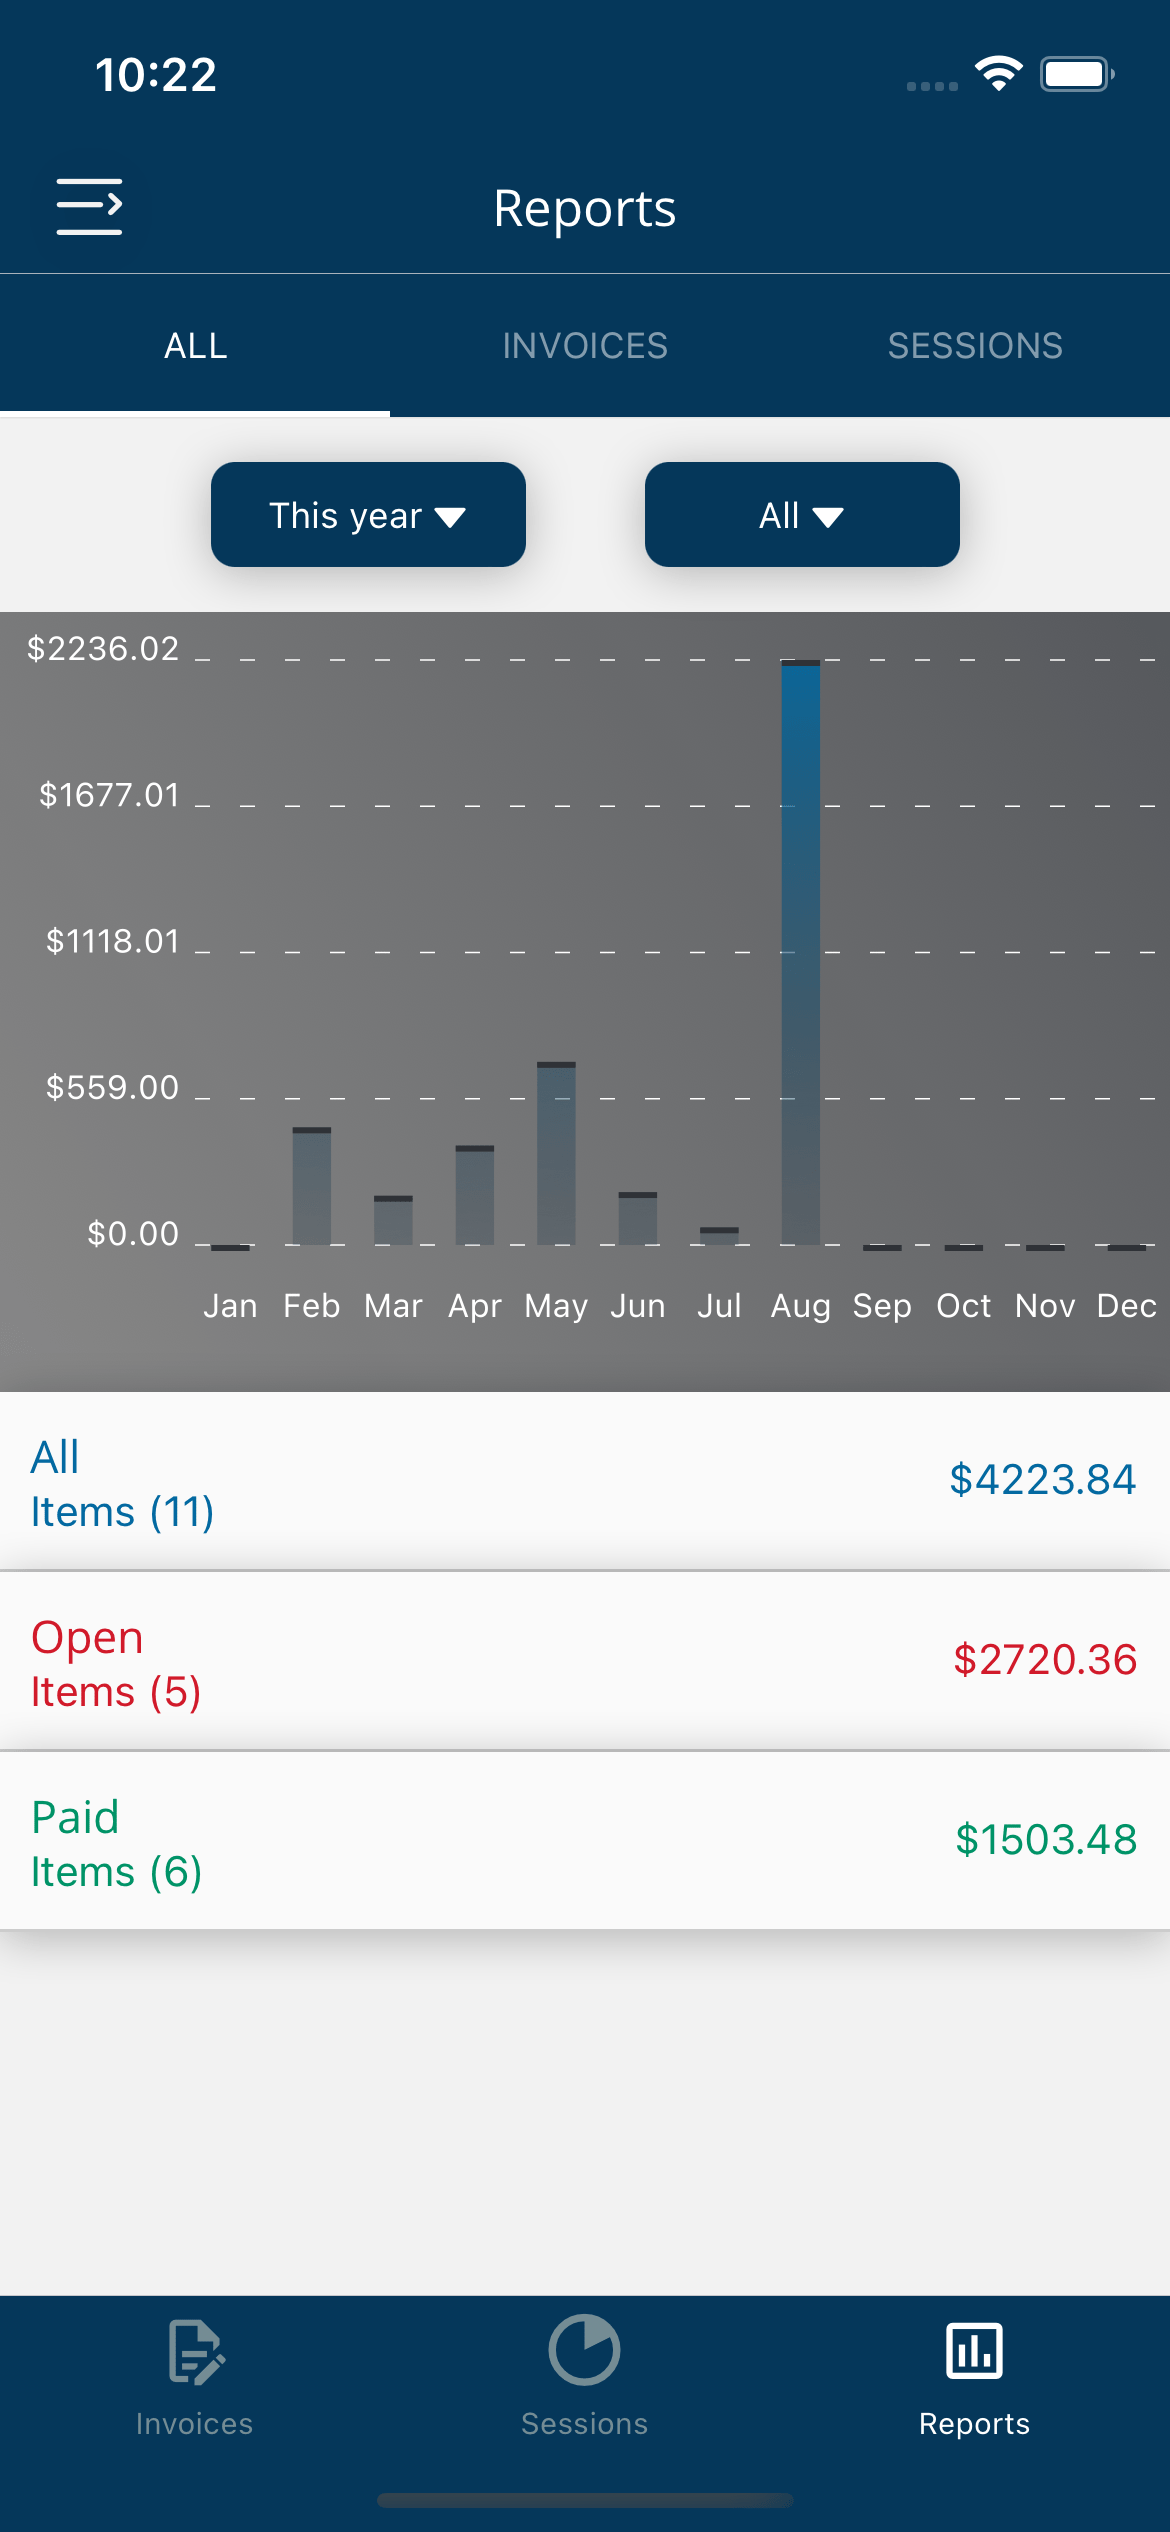 10:22
Reports
ALL INVOICES SESSIONS
This year All
$2236.02
$1677.01
$1118.01
$559.00
$0.00
Jan Feb Mar Apr May Jun Jul Aug Sep Oct Nov Dec
All
Items (11)
$4223.84
Open
Items (5)
$2720.36
Paid
Items (6)
$1503.48
Invoices Sessions Reports